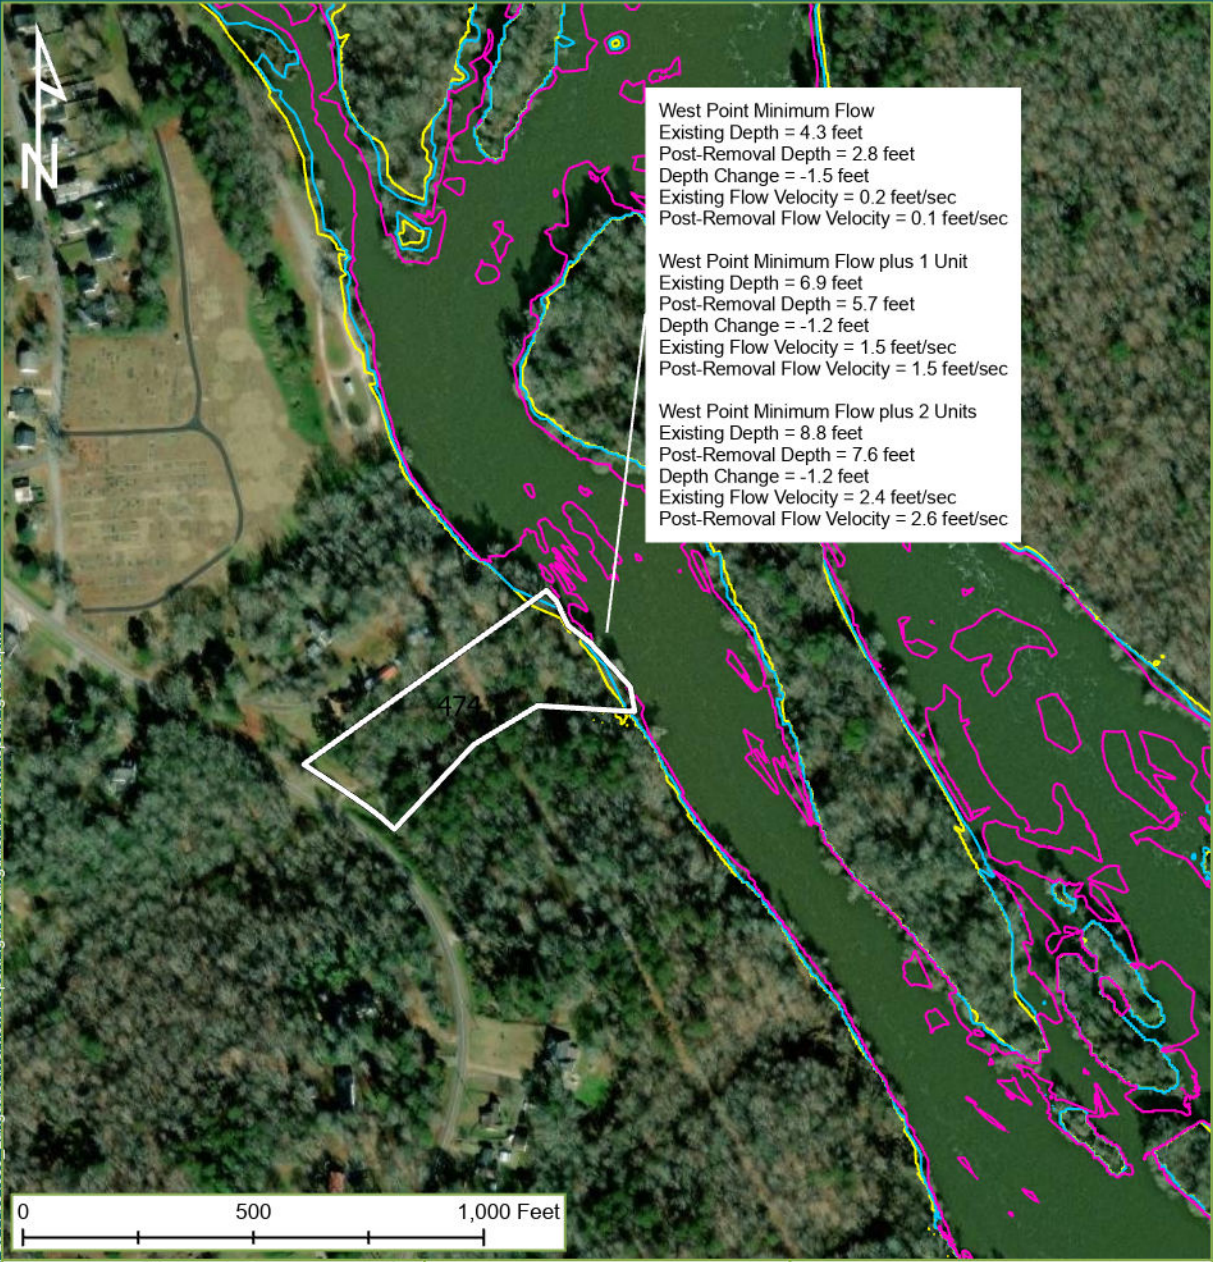 N
West Point Minimum Flow
Existing Depth = 4.3 feet
Post-Removal Depth = 2.8 feet
Depth Change = -1.5 feet
Existing Flow Velocity = 0.2 feet/sec
Post-Removal Flow Velocity = 0.1 feet/sec
West Point Minimum Flow plus 1 Unit
Existing Depth = 6.9 feet
Post-Removal Depth = 5.7 feet
Depth Change = -1.2 feet
Existing Flow Velocity = 1.5 feet/sec
Post-Removal Flow Velocity = 1.5 feet/sec
West Point Minimum Flow plus 2 Units
Existing Depth = 8.8 feet
Post-Removal Depth = 7.6 feet
Depth Change = -1.2 feet
Existing Flow Velocity = 2.4 feet/sec
Post-Removal Flow Velocity = 2.6 feet/sec
474
0 500 1,000 Feet